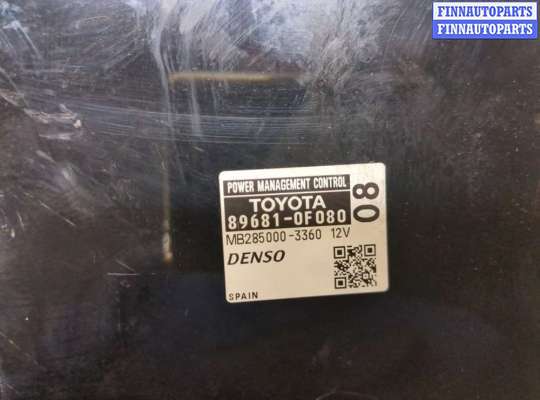 FINNAUTOPARTS
FINNAUTOPARTS
POWER MANAGEMENT CONTROL
TOYOTA
89681-0F080
08
MB285000-3360 12V
DENSO
SPAIN